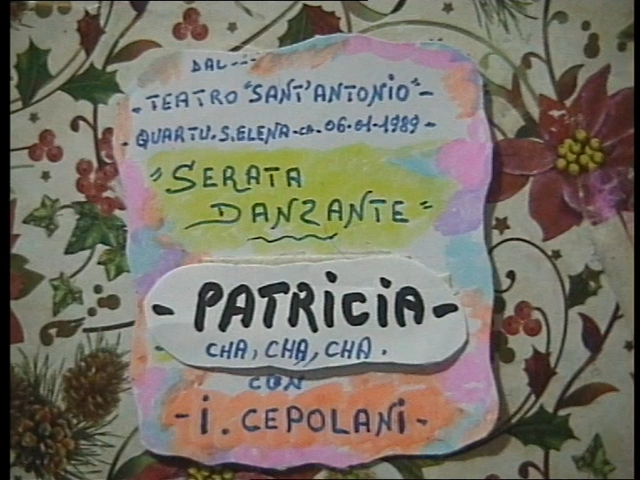 DAL---
-TEATRO "SANT'ANTONIO"-
-QUARTU.S.ELENA-CA.06-01-1989-
"SERATA
DANZANTE"
-PATRICIA-
CHA, CHA, CHA.
CON
-I. CEPOLANI-